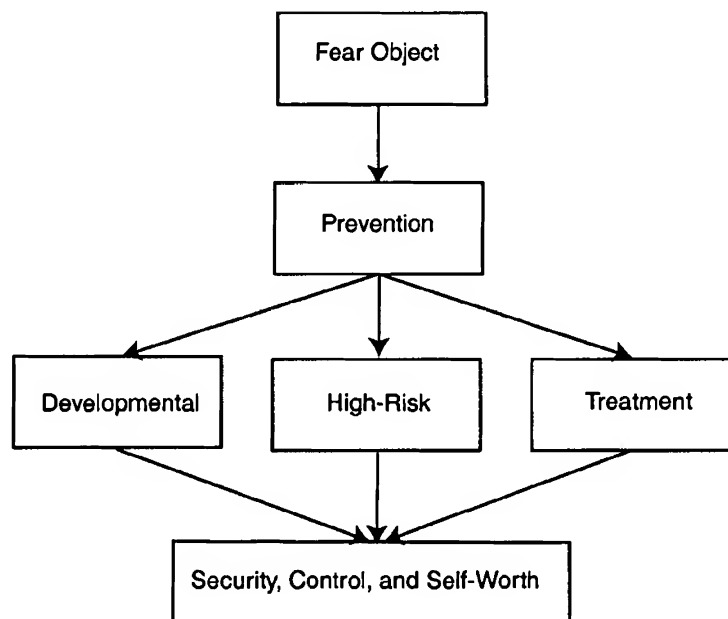 Fear Object
Prevention
Developmental
High-Risk
Treatment
Security, Control, and Self-Worth